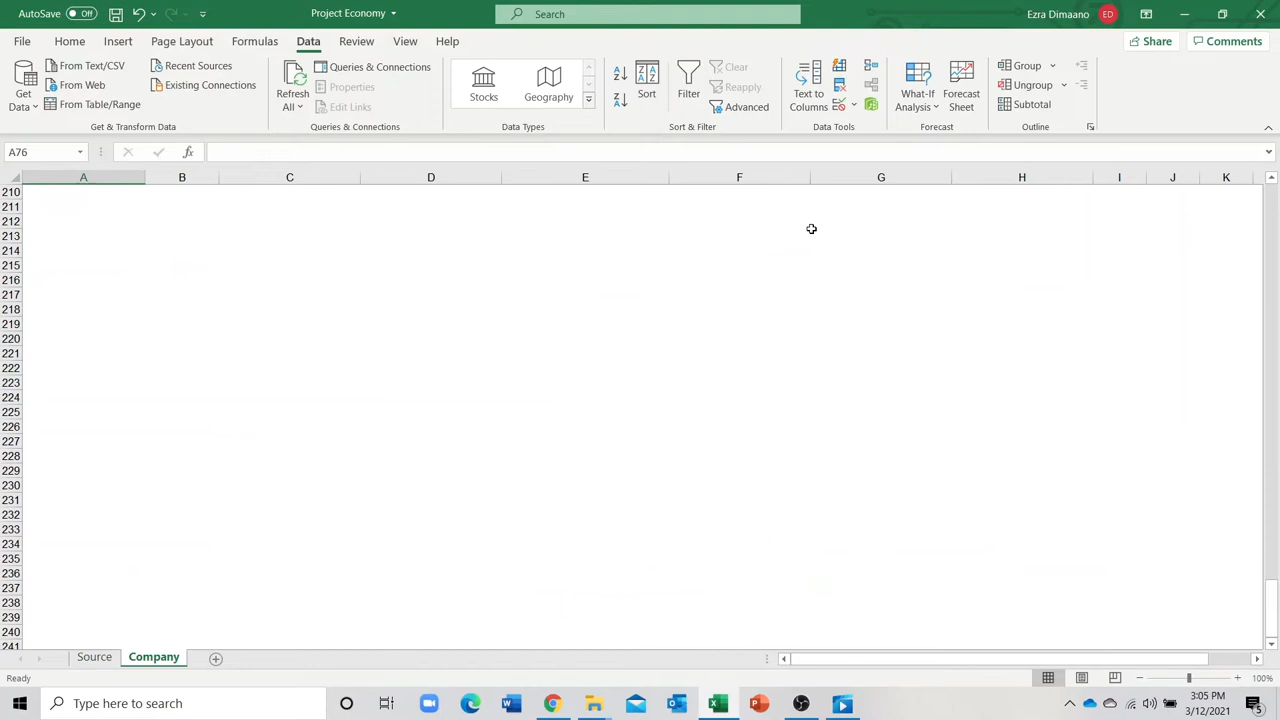 AutoSave Off Project Economy Search Ezra Dimaano ED
File Home Insert Page Layout Formulas Data Review View Help Share Comments
Get Data From Text/CSV From Web From Table/Range Recent Sources Existing Connections
Refresh All Queries & Connections Properties Edit Links
Stocks Geography
Sort Filter Clear Reapply Advanced
Text to Columns
What-If Analysis Forecast Sheet
Group Ungroup Subtotal
Get & Transform Data Queries & Connections Data Types Sort & Filter Data Tools Forecast Outline
A76 fx
A B C D E F G H I J K
210
211
212
213
214
215
216
217
218
219
220
221
222
223
224
225
226
227
228
229
230
231
232
233
234
235
236
237
238
239
240
241
Source Company
Ready 100%
Type here to search 3:05 PM
3/12/2021 5